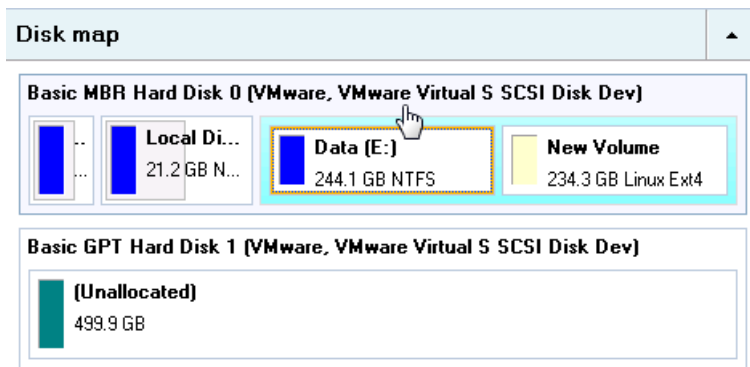 Disk map
Basic MBR Hard Disk 0 (VMware, VMware Virtual S SCSI Disk Dev)
..
...
Local Di...
21.2 GB N...
Data (E:)
244.1 GB NTFS
New Volume
234.3 GB Linux Ext4
Basic GPT Hard Disk 1 (VMware, VMware Virtual S SCSI Disk Dev)
(Unallocated)
499.9 GB